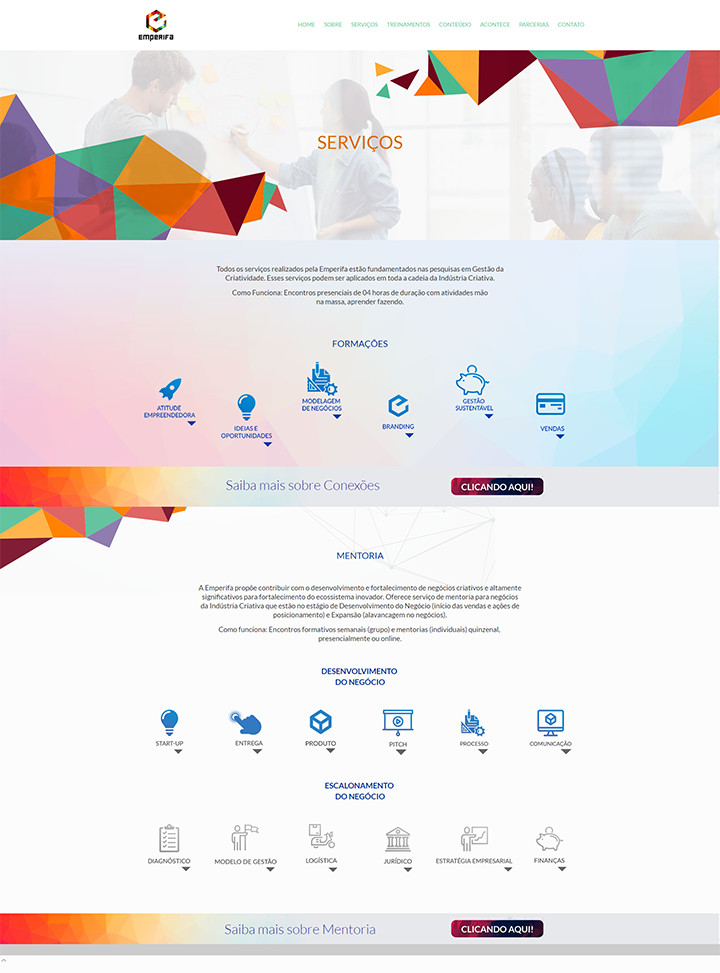 EMPERIFA
HOME SOBRE SERVIÇOS TREINAMENTOS CONTEÚDO ACONTECE PARCERIAS CONTATO
SERVIÇOS
Todos os serviços realizados pela Emperifa estão fundamentados nas pesquisas em Gestão da
Criatividade. Esses serviços podem ser aplicados em toda a cadeia da Indústria Criativa.
Como Funciona: Encontros presenciais de 04 horas de duração com atividades mão
na massa, aprender fazendo.
FORMAÇÕES
ATITUDE
EMPREENDEDORA
IDEIAS E
OPORTUNIDADES
MODELAGEM
DE NEGÓCIOS
BRANDING
GESTÃO
SUSTENTÁVEL
VENDAS
Saiba mais sobre Conexões
CLICANDO AQUI!
MENTORIA
A Emperifa propõe contribuir com o desenvolvimento e fortalecimento de negócios criativos e altamente
significativos para fortalecimento do ecossistema inovador. Oferece serviço de mentoria para negócios
da Indústria Criativa que estão no estágio de Desenvolvimento do Negócio (início das vendas e ações de
posicionamento) e Expansão (alavancagem no negócios).
Como funciona: Encontros formativos semanais (grupo) e mentorias (individuais) quinzenal,
presencialmente ou online.
DESENVOLVIMENTO
DO NEGÓCIO
START-UP
ENTREGA
PRODUTO
PITCH
PROCESSO
COMUNICAÇÃO
ESCALONAMENTO
DO NEGÓCIO
DIAGNÓSTICO
MODELO DE GESTÃO
LOGÍSTICA
JURÍDICO
ESTRATÉGIA EMPRESARIAL
FINANÇAS
Saiba mais sobre Mentoria
CLICANDO AQUI!